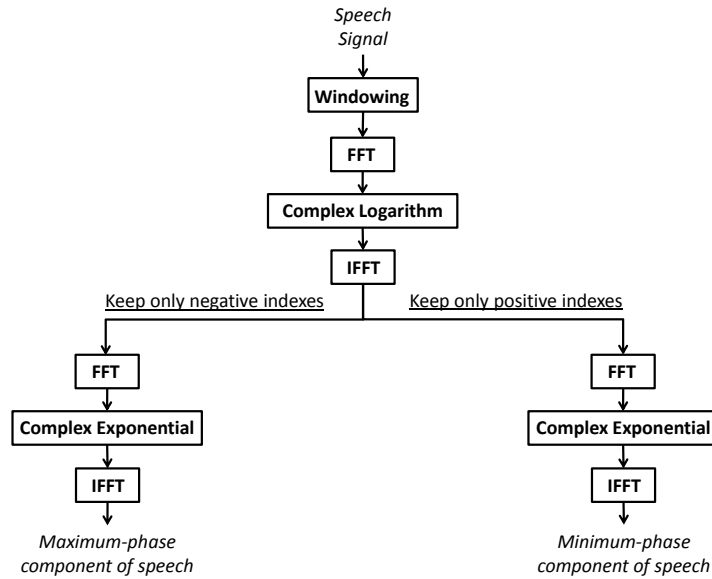 Speech
Signal
Windowing
FFT
Complex Logarithm
IFFT
Keep only negative indexes
Keep only positive indexes
FFT
FFT
Complex Exponential
Complex Exponential
IFFT
IFFT
Maximum-phase
component of speech
Minimum-phase
component of speech